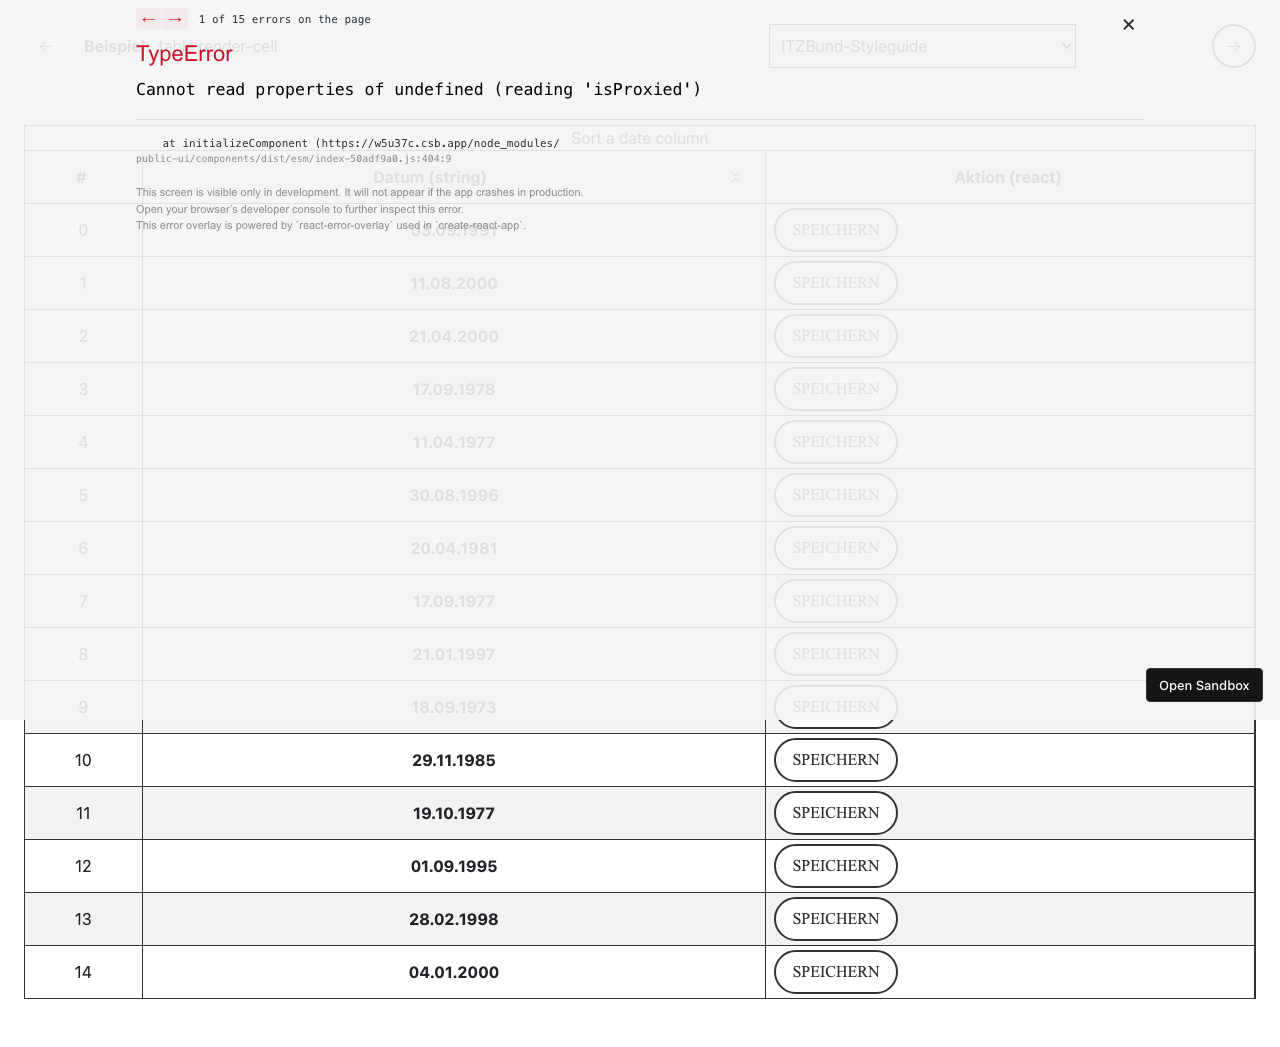 ← → 1 of 15 errors on the page
×
← Beispiel table render-cell
ITZBund-Styleguide
→
TypeError
Cannot read properties of undefined (reading 'isProxied')
Sort a date column
at initializeComponent (https://w5u37c.csb.app/node_modules/
public-ui/components/dist/esm/index-50adf9a0.js:404:9
# Datum (string) Aktion (react)
This screen is visible only in development. It will not appear if the app crashes in production.
Open your browser’s developer console to further inspect this error.
This error overlay is powered by `react-error-overlay` used in `create-react-app`.
0 03.09.1991 SPEICHERN
1 11.08.2000 SPEICHERN
2 21.04.2000 SPEICHERN
3 17.09.1978 SPEICHERN
4 11.04.1977 SPEICHERN
5 30.08.1996 SPEICHERN
6 20.04.1981 SPEICHERN
7 17.09.1977 SPEICHERN
8 21.01.1997 SPEICHERN
Open Sandbox
9 18.09.1973 SPEICHERN
10 29.11.1985 SPEICHERN
11 19.10.1977 SPEICHERN
12 01.09.1995 SPEICHERN
13 28.02.1998 SPEICHERN
14 04.01.2000 SPEICHERN